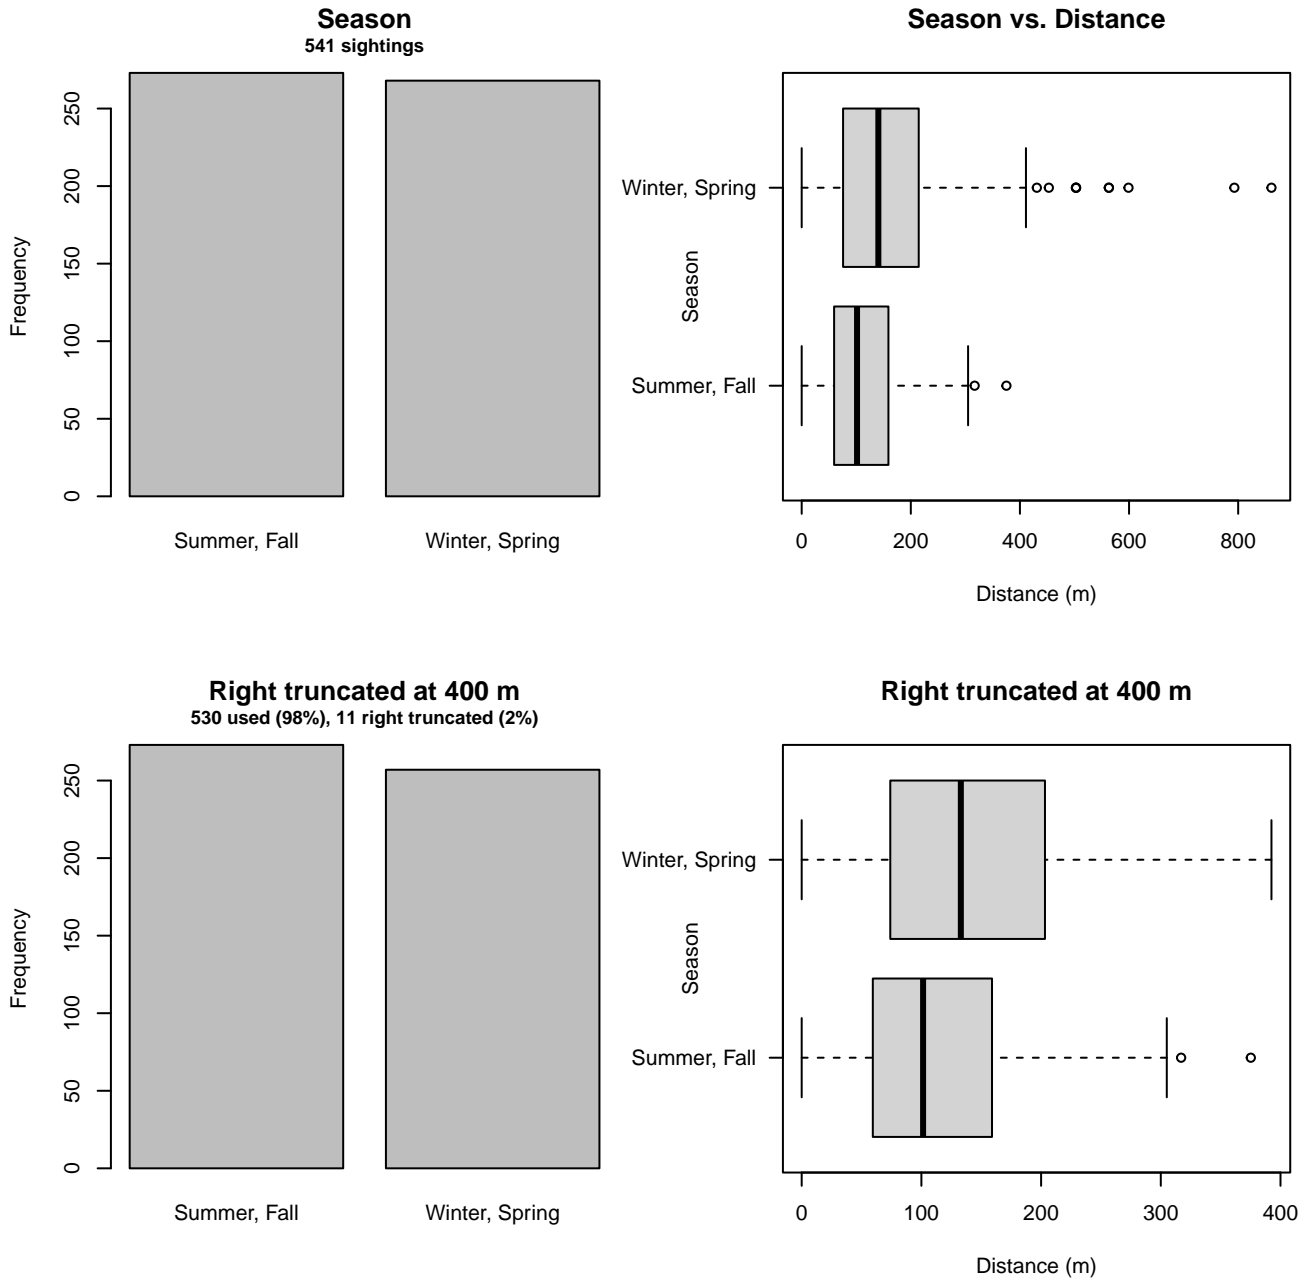 Season
541 sightings
Frequency
250
200
150
100
50
0
Summer, Fall
Winter, Spring
Season vs. Distance
Season
Winter, Spring
Summer, Fall
0
200
400
600
800
Distance (m)
Right truncated at 400 m
530 used (98%), 11 right truncated (2%)
Frequency
250
200
150
100
50
0
Summer, Fall
Winter, Spring
Right truncated at 400 m
Season
Winter, Spring
Summer, Fall
0
100
200
300
400
Distance (m)